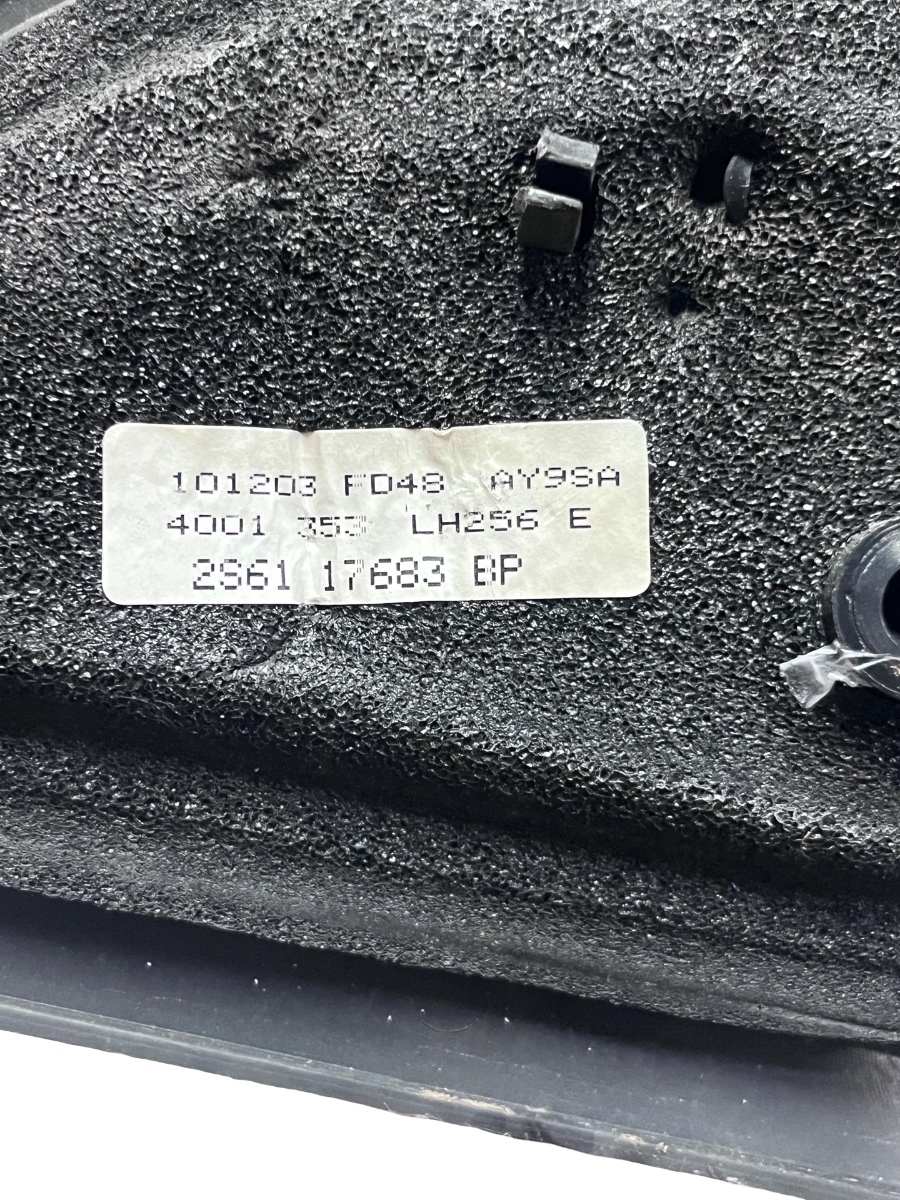 101203 FD48 AY9SA
4001 353 LH256 E
2S61 17683 BP